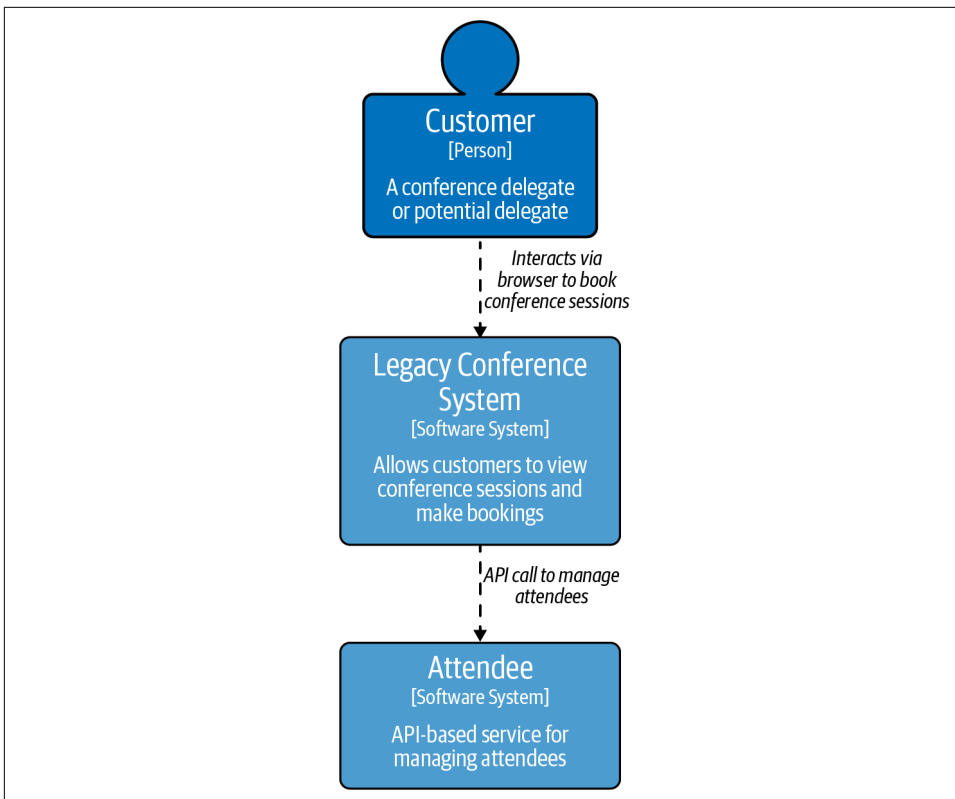 Customer
[Person]
A conference delegate
or potential delegate
Interacts via
browser to book
conference sessions
Legacy Conference
System
[Software System]
Allows customers to view
conference sessions and
make bookings
API call to manage
attendees
Attendee
[Software System]
API-based service for
managing attendees